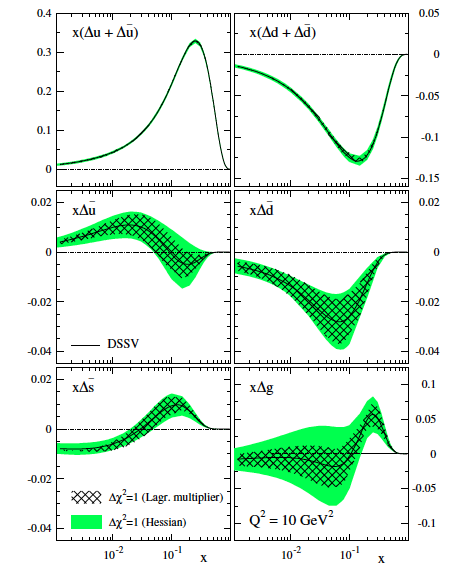 0.4
0.3
0.2
0.1
0
x(Δu + Δū)
x(Δd + Δd̄)
0.05
0
-0.05
-0.1
-0.15
0.02
0
-0.02
-0.04
xΔū
DSSV
xΔd̄
0.02
0
-0.02
-0.04
0.02
0
-0.02
-0.04
xΔs̄
Δχ²=1 (Lagr. multiplier)
Δχ²=1 (Hessian)
xΔg
Q² = 10 GeV²
0.1
0.05
0
-0.05
-0.1
10⁻² 10⁻¹ x
10⁻² 10⁻¹ x